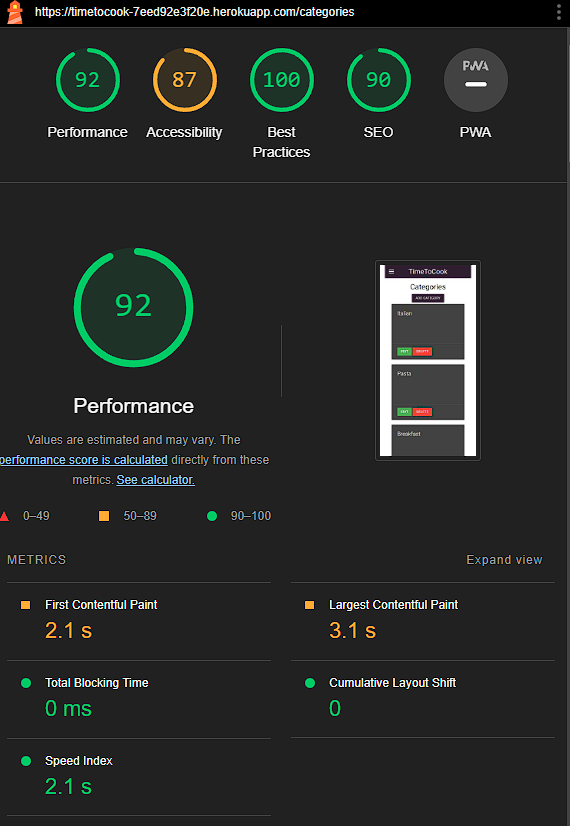 https://timetocook-7eed92e3f20e.herokuapp.com/categories
92
87
100
90
PWA
Performance
Accessibility
Best
Practices
SEO
PWA
92
Performance
Values are estimated and may vary. The
performance score is calculated directly from these
metrics. See calculator.
0–49
50–89
90–100
TimeToCook
Categories
ADD CATEGORY
Italian
EDIT
DELETE
Pasta
EDIT
DELETE
Breakfast
METRICS
Expand view
First Contentful Paint
2.1 s
Largest Contentful Paint
3.1 s
Total Blocking Time
0 ms
Cumulative Layout Shift
0
Speed Index
2.1 s